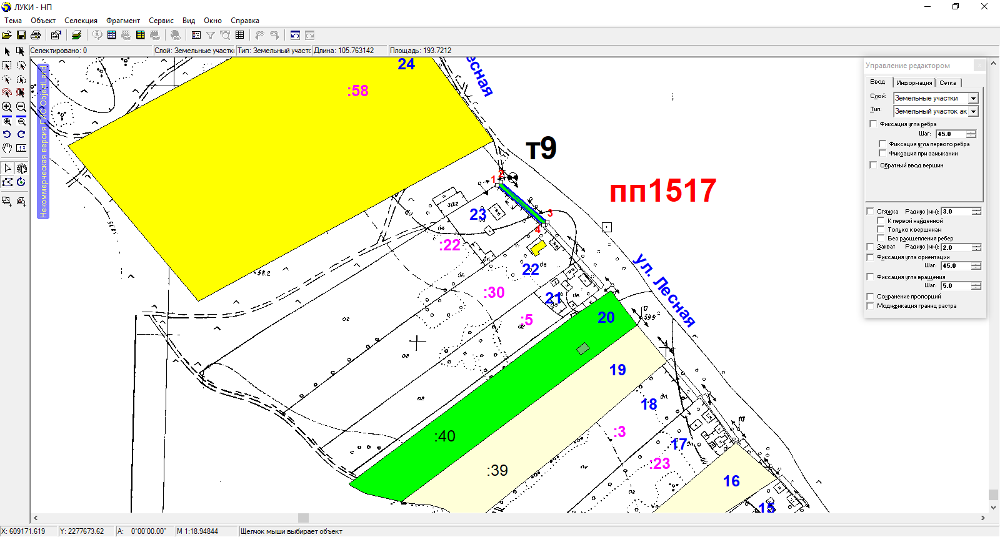 ЛУКИ - НП
Тема Объект Селекция Фрагмент Сервис Вид Окно Справка
Селектировано: 0 Слой: Земельные участки Тип: Земельный участо Длина: 105.763142 Площадь: 193.7212
Некоммерческая версия ГИС ObjectLand
24
Лесная
:58
т9
пп1517
1
2
3
4
23
:22
22
:30
21
:5
58.2
ул. Лесная
20
59.9
19
18
:40
:3
17
:39
:23
16
15
Управление редактором
Ввод Информация Сетка
Слой: Земельные участки
Тип: Земельный участок ак
Фиксация угла ребра
Шаг: 45.0
Фиксация угла первого ребра
Фиксация при замыкании
Обратный ввод вершин
Стяжка Радиус (мм): 3.0
К первой найденной
Только к вершинам
Без расщепления ребер
Захват Радиус (мм): 2.0
Фиксация угла ориентации
Шаг: 45.0
Фиксация угла вращения
Шаг: 5.0
Сохранение пропорций
Модификация границ растра
X: 609171.619 Y: 2277673.62 A: 0°00'00.00" М 1:18.94844 Щелчок мыши выбирает объект